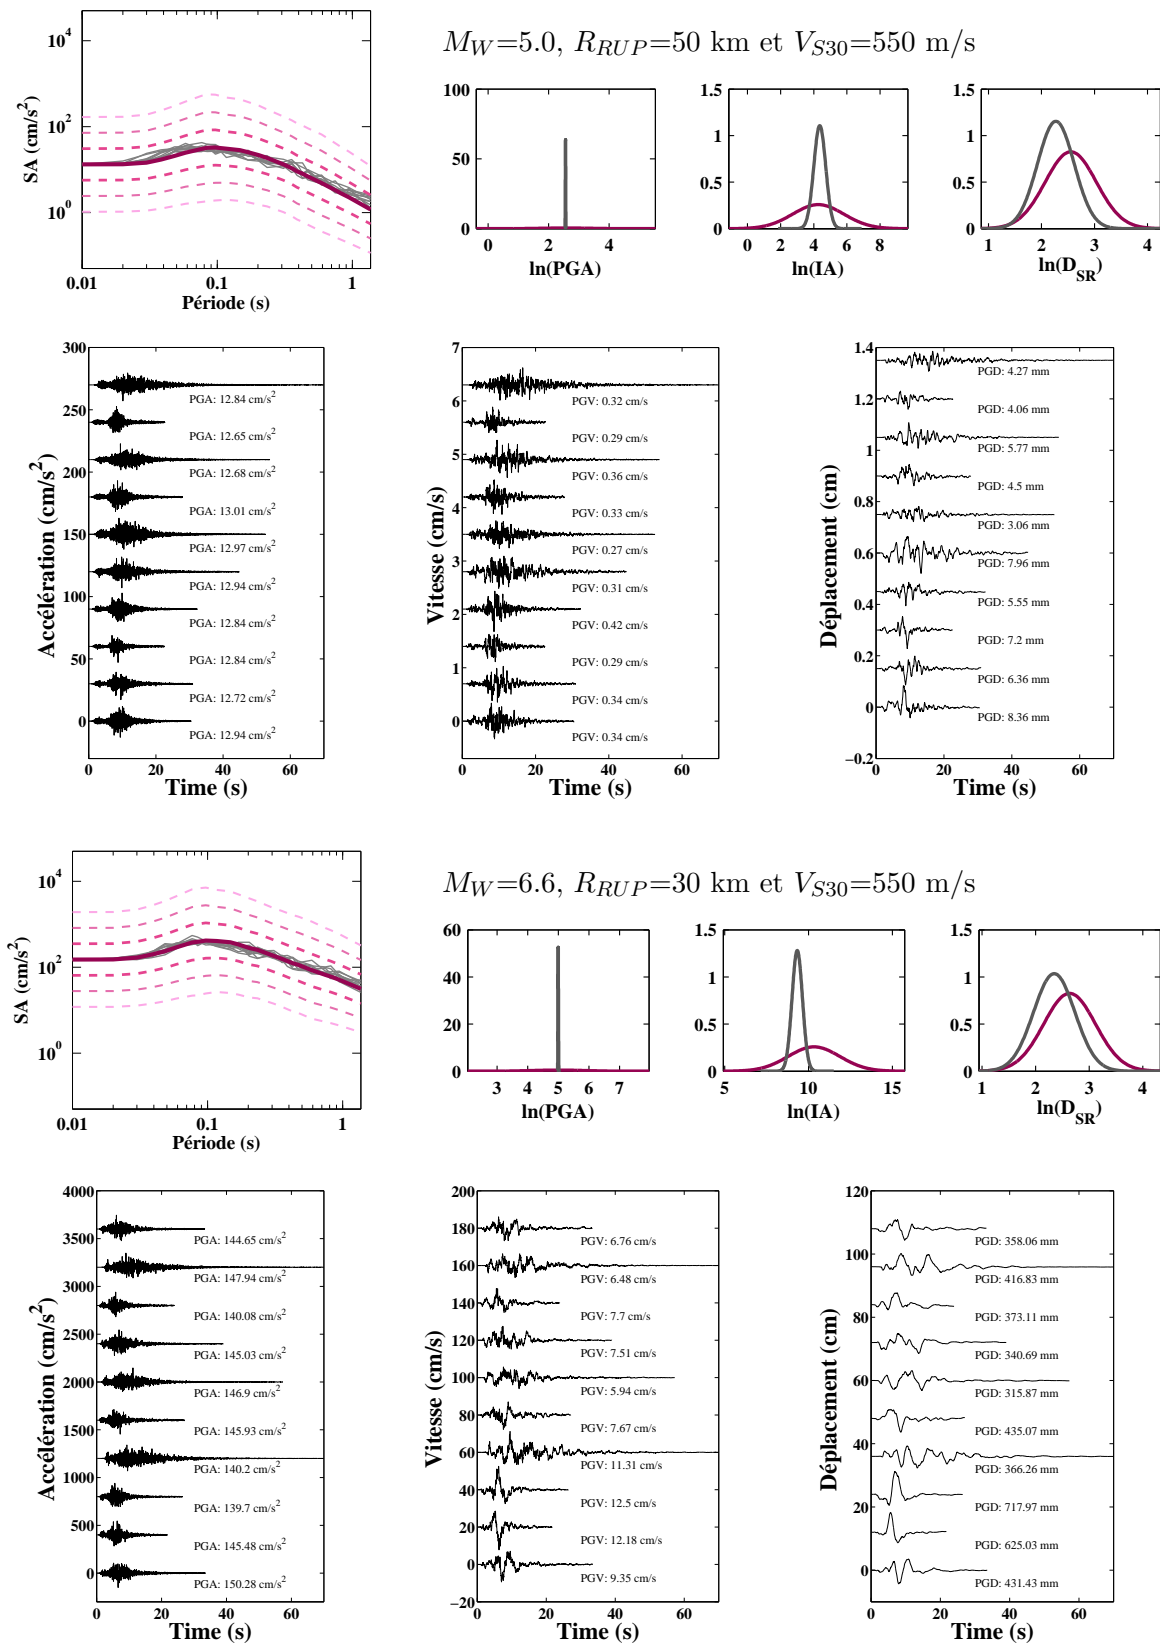 M_W=5.0, R_RUP=50 km et V_S30=550 m/s
10^4
10^2
10^0
SA (cm/s^2)
0.01 0.1 1
Période (s)
100
50
0
0 2 4
ln(PGA)
1.5
1
0.5
0
0 2 4 6 8
ln(IA)
1.5
1
0.5
0
1 2 3 4
ln(D_SR)
300
250
200
150
100
50
0
Accélération (cm/s^2)
PGA: 12.84 cm/s^2
PGA: 12.65 cm/s^2
PGA: 12.68 cm/s^2
PGA: 13.01 cm/s^2
PGA: 12.97 cm/s^2
PGA: 12.94 cm/s^2
PGA: 12.84 cm/s^2
PGA: 12.84 cm/s^2
PGA: 12.72 cm/s^2
PGA: 12.94 cm/s^2
0 20 40 60
Time (s)
7
6
5
4
3
2
1
0
Vitesse (cm/s)
PGV: 0.32 cm/s
PGV: 0.29 cm/s
PGV: 0.36 cm/s
PGV: 0.33 cm/s
PGV: 0.27 cm/s
PGV: 0.31 cm/s
PGV: 0.42 cm/s
PGV: 0.29 cm/s
PGV: 0.34 cm/s
PGV: 0.34 cm/s
0 20 40 60
Time (s)
1.4
1.2
1
0.8
0.6
0.4
0.2
0
−0.2
Déplacement (cm)
PGD: 4.27 mm
PGD: 4.06 mm
PGD: 5.77 mm
PGD: 4.5 mm
PGD: 3.06 mm
PGD: 7.96 mm
PGD: 5.55 mm
PGD: 7.2 mm
PGD: 6.36 mm
PGD: 8.36 mm
0 20 40 60
Time (s)
M_W=6.6, R_RUP=30 km et V_S30=550 m/s
10^4
10^2
10^0
SA (cm/s^2)
0.01 0.1 1
Période (s)
60
40
20
0
3 4 5 6 7
ln(PGA)
1.5
1
0.5
0
5 10 15
ln(IA)
1.5
1
0.5
0
1 2 3 4
ln(D_SR)
4000
3500
3000
2500
2000
1500
1000
500
0
Accélération (cm/s^2)
PGA: 144.65 cm/s^2
PGA: 147.94 cm/s^2
PGA: 140.08 cm/s^2
PGA: 145.03 cm/s^2
PGA: 146.9 cm/s^2
PGA: 145.93 cm/s^2
PGA: 140.2 cm/s^2
PGA: 139.7 cm/s^2
PGA: 145.48 cm/s^2
PGA: 150.28 cm/s^2
0 20 40 60
Time (s)
200
180
160
140
120
100
80
60
40
20
0
−20
Vitesse (cm/s)
PGV: 6.76 cm/s
PGV: 6.48 cm/s
PGV: 7.7 cm/s
PGV: 7.51 cm/s
PGV: 5.94 cm/s
PGV: 7.67 cm/s
PGV: 11.31 cm/s
PGV: 12.5 cm/s
PGV: 12.18 cm/s
PGV: 9.35 cm/s
0 20 40 60
Time (s)
120
100
80
60
40
20
0
Déplacement (cm)
PGD: 358.06 mm
PGD: 416.83 mm
PGD: 373.11 mm
PGD: 340.69 mm
PGD: 315.87 mm
PGD: 435.07 mm
PGD: 366.26 mm
PGD: 717.97 mm
PGD: 625.03 mm
PGD: 431.43 mm
0 20 40 60
Time (s)